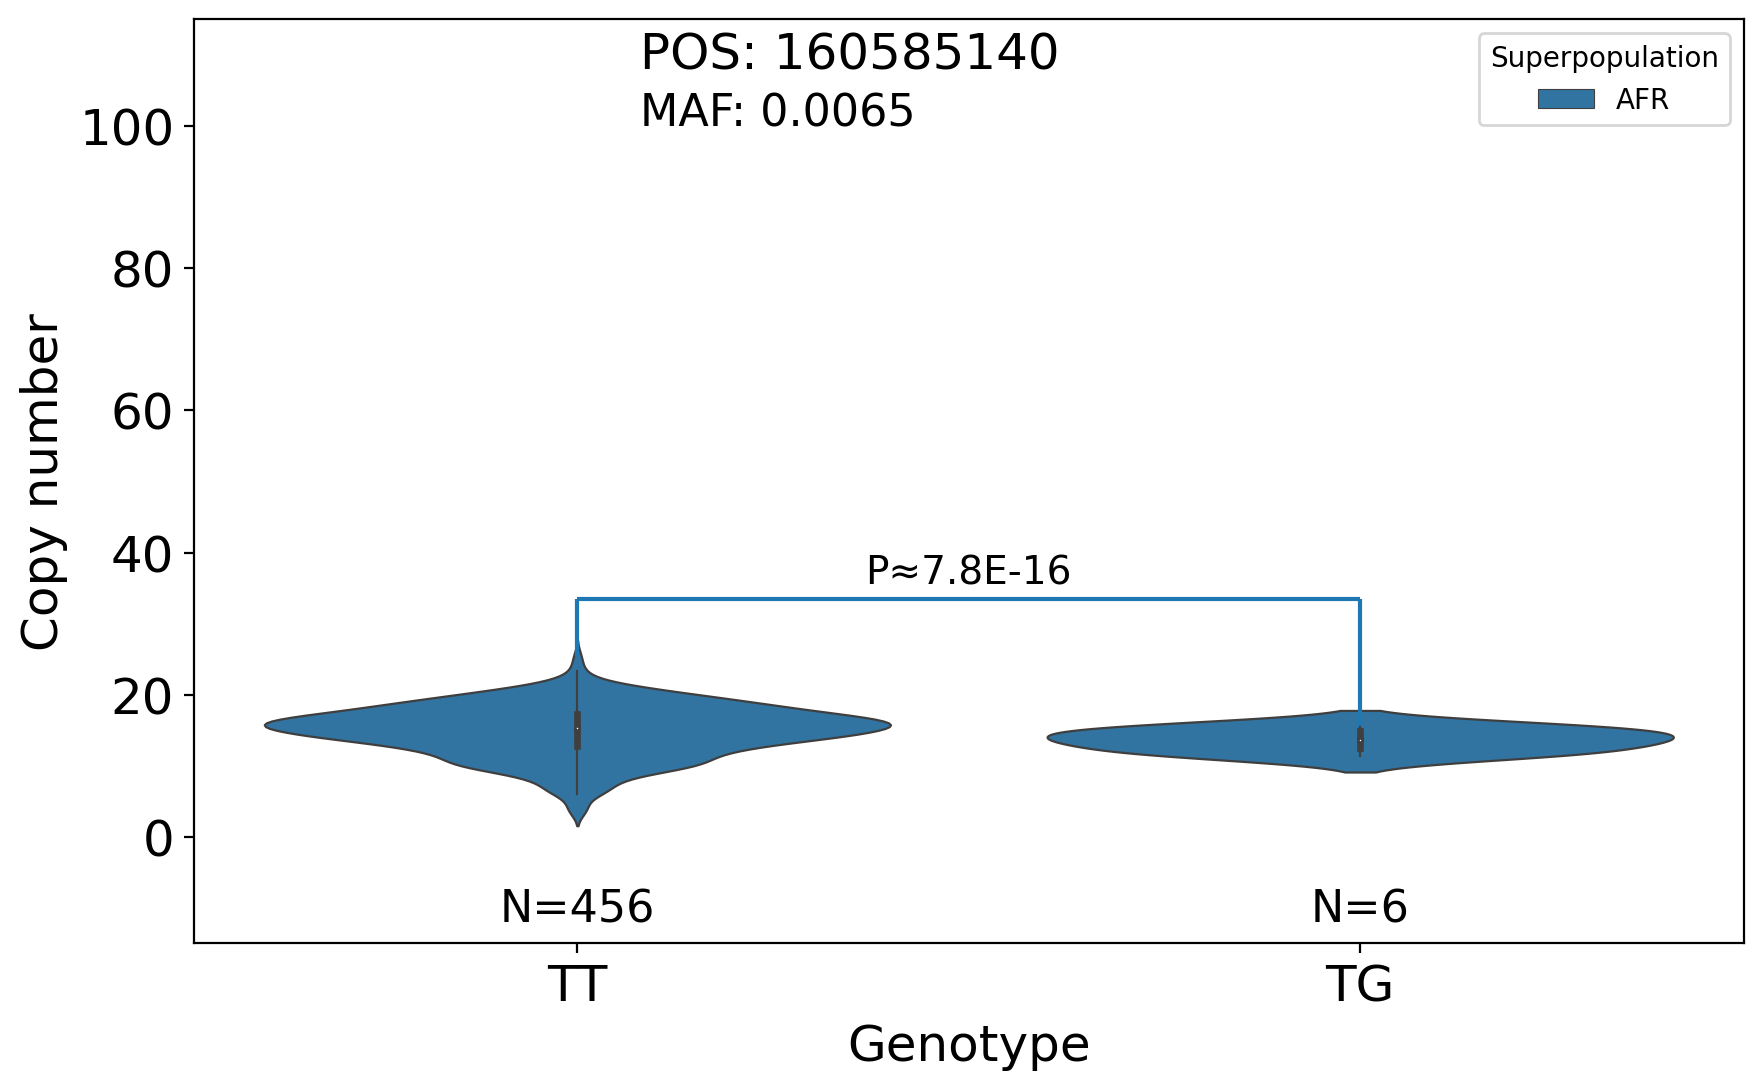 POS: 160585140
MAF: 0.0065
Superpopulation
AFR
Copy number
100
80
60
40
20
0
P≈7.8E-16
N=456
N=6
TT
TG
Genotype